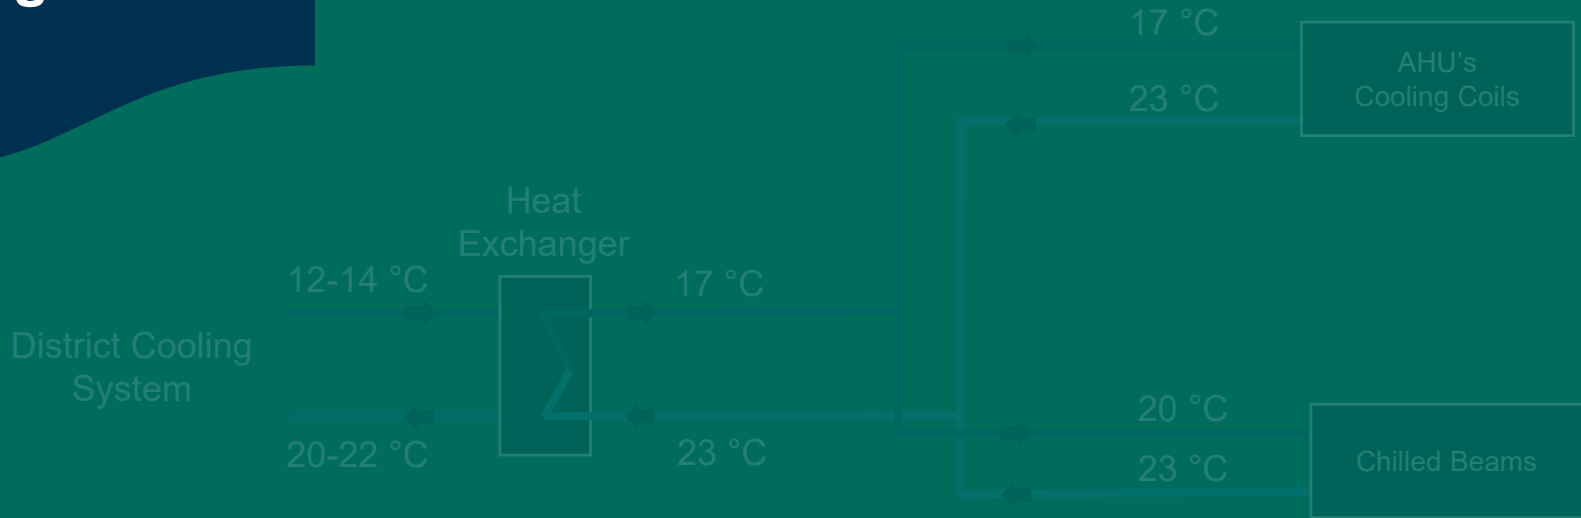 17 °C
AHU's
Cooling Coils
23 °C
Heat
Exchanger
12-14 °C
17 °C
District Cooling
System
20-22 °C
23 °C
20 °C
23 °C
Chilled Beams